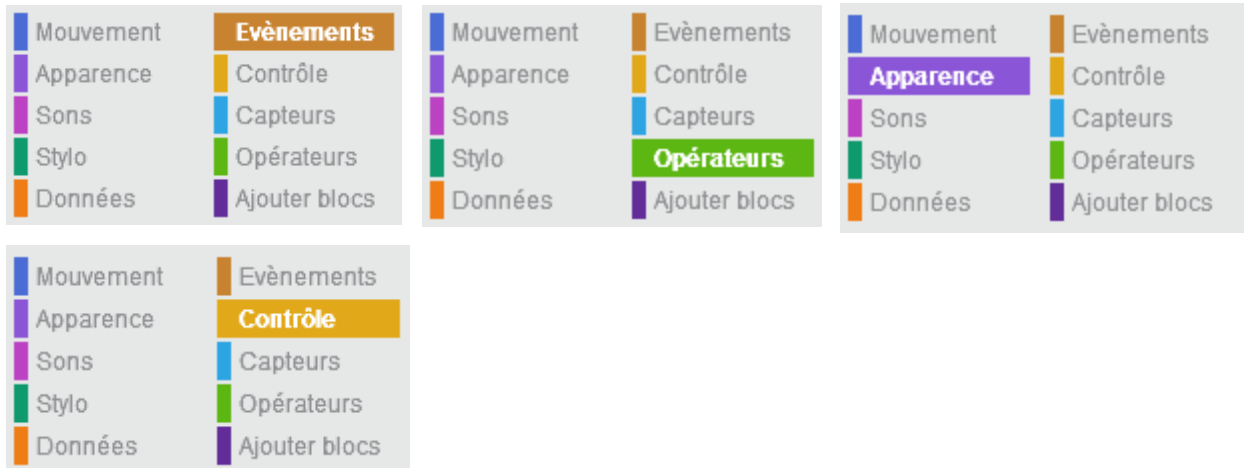 Mouvement Evènements
Apparence Contrôle
Sons Capteurs
Stylo Opérateurs
Données Ajouter blocs
Mouvement Evènements
Apparence Contrôle
Sons Capteurs
Stylo Opérateurs
Données Ajouter blocs
Mouvement Evènements
Apparence Contrôle
Sons Capteurs
Stylo Opérateurs
Données Ajouter blocs
Mouvement Evènements
Apparence Contrôle
Sons Capteurs
Stylo Opérateurs
Données Ajouter blocs